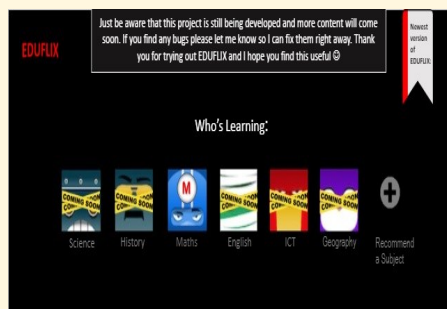 Just be aware that this project is still being developed and more content will come
soon. If you find any bugs please let me know so I can fix them right away. Thank
you for trying out EDUFLIX and I hope you find this useful ☺
Newest
version
of
EDUFLIX:
EDUFLIX
Who's Learning:
COMING SOON
COMING SOON
M
COMING SOON
COMING SOON
COMING SOON
Science
History
Maths
English
ICT
Geography
Recommend
a Subject